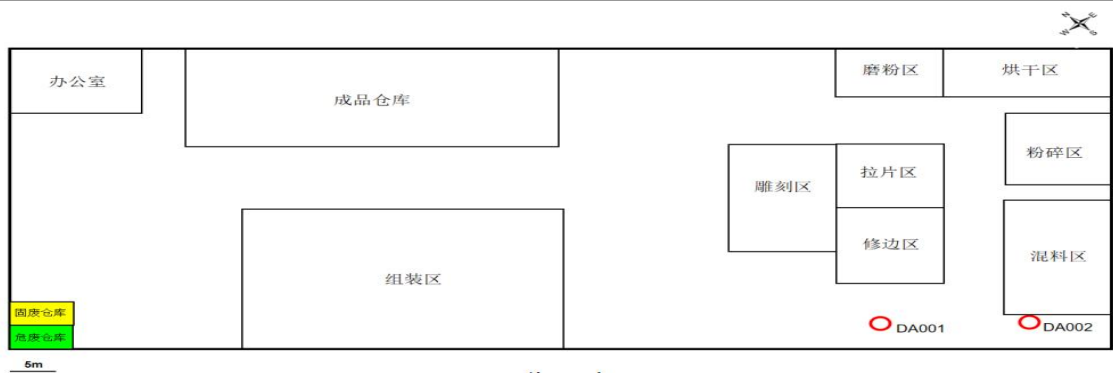 N E
W S
办公室
成品仓库
磨粉区
烘干区
粉碎区
拉片区
雕刻区
修边区
混料区
组装区
固废仓库
危废仓库
DA001
DA002
5m